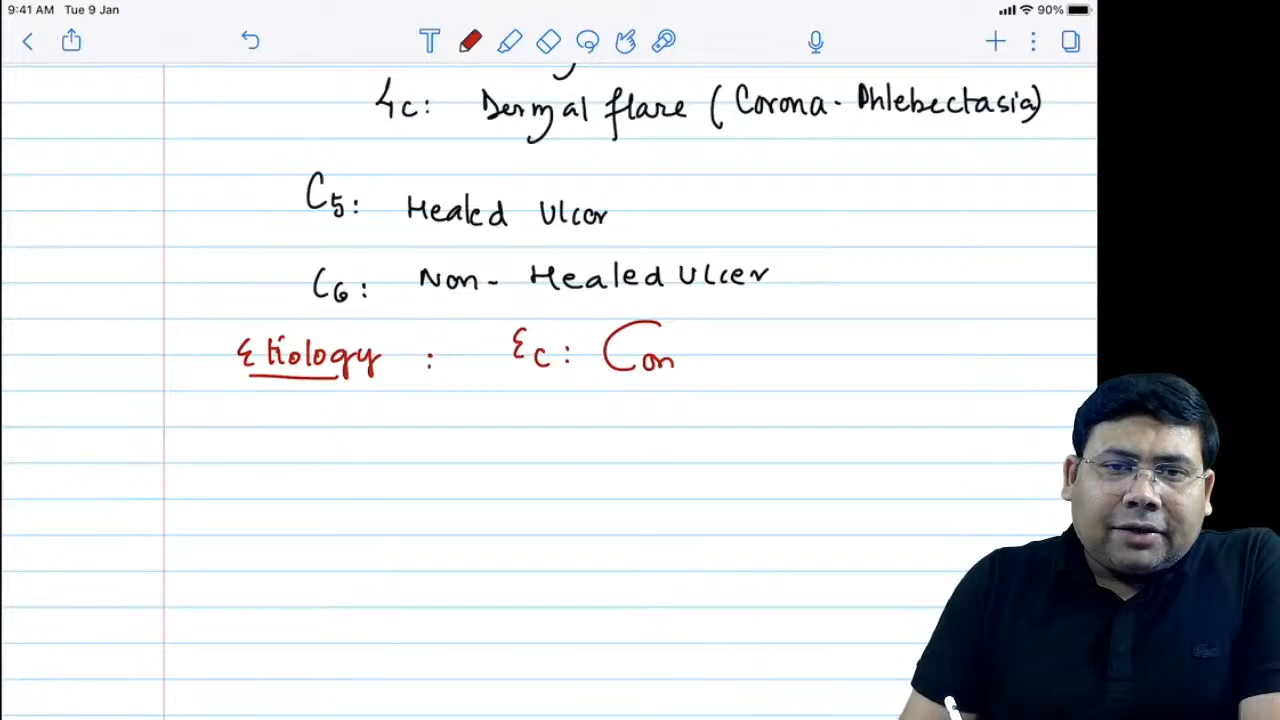 9:41 AM Tue 9 Jan 90%
4c: Dermal flare (Corona - Phlebectasia)
C5: Healed Ulcer
C6: Non- Healed Ulcer
Etiology : Ec: Con